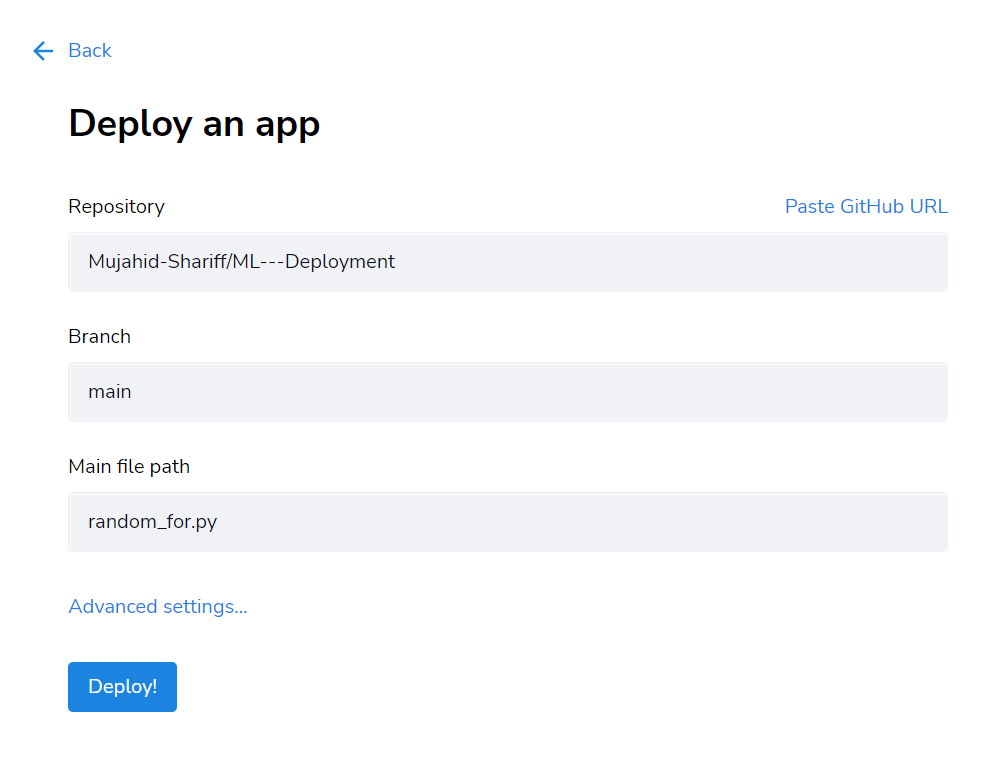 Back
Deploy an app
Repository
Paste GitHub URL
Mujahid-Shariff/ML---Deployment
Branch
main
Main file path
random_for.py
Advanced settings...
Deploy!